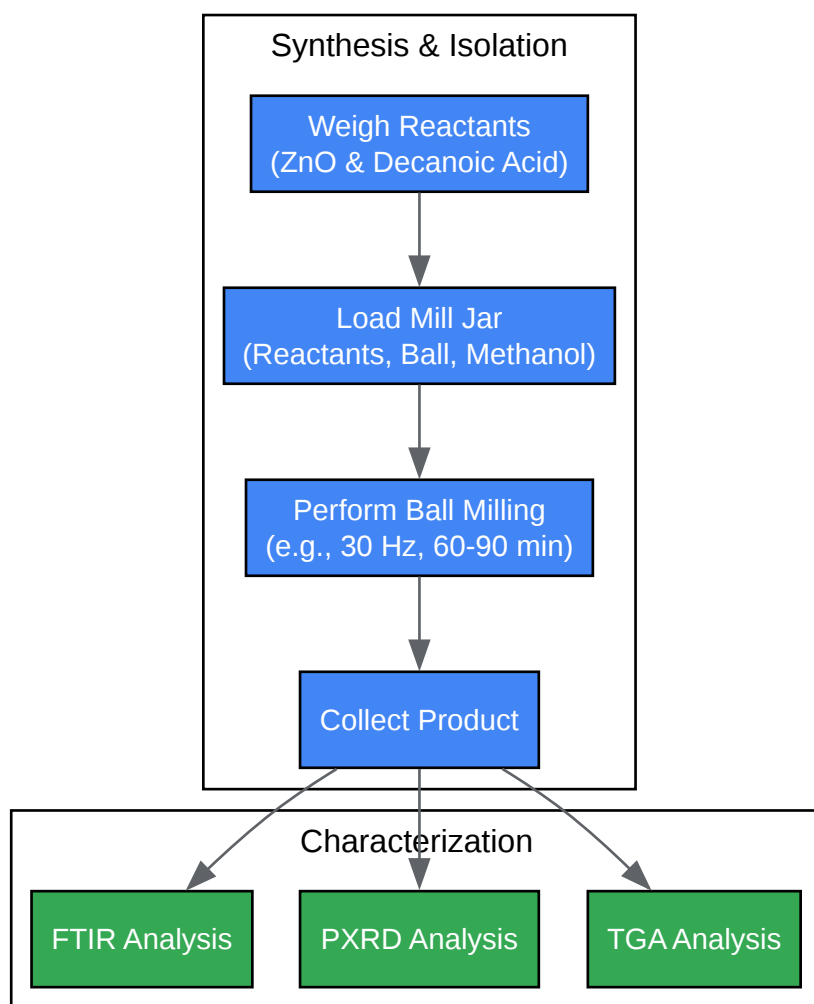 Synthesis & Isolation
Weigh Reactants
(ZnO & Decanoic Acid)
Load Mill Jar
(Reactants, Ball, Methanol)
Perform Ball Milling
(e.g., 30 Hz, 60-90 min)
Collect Product
Characterization
FTIR Analysis
PXRD Analysis
TGA Analysis